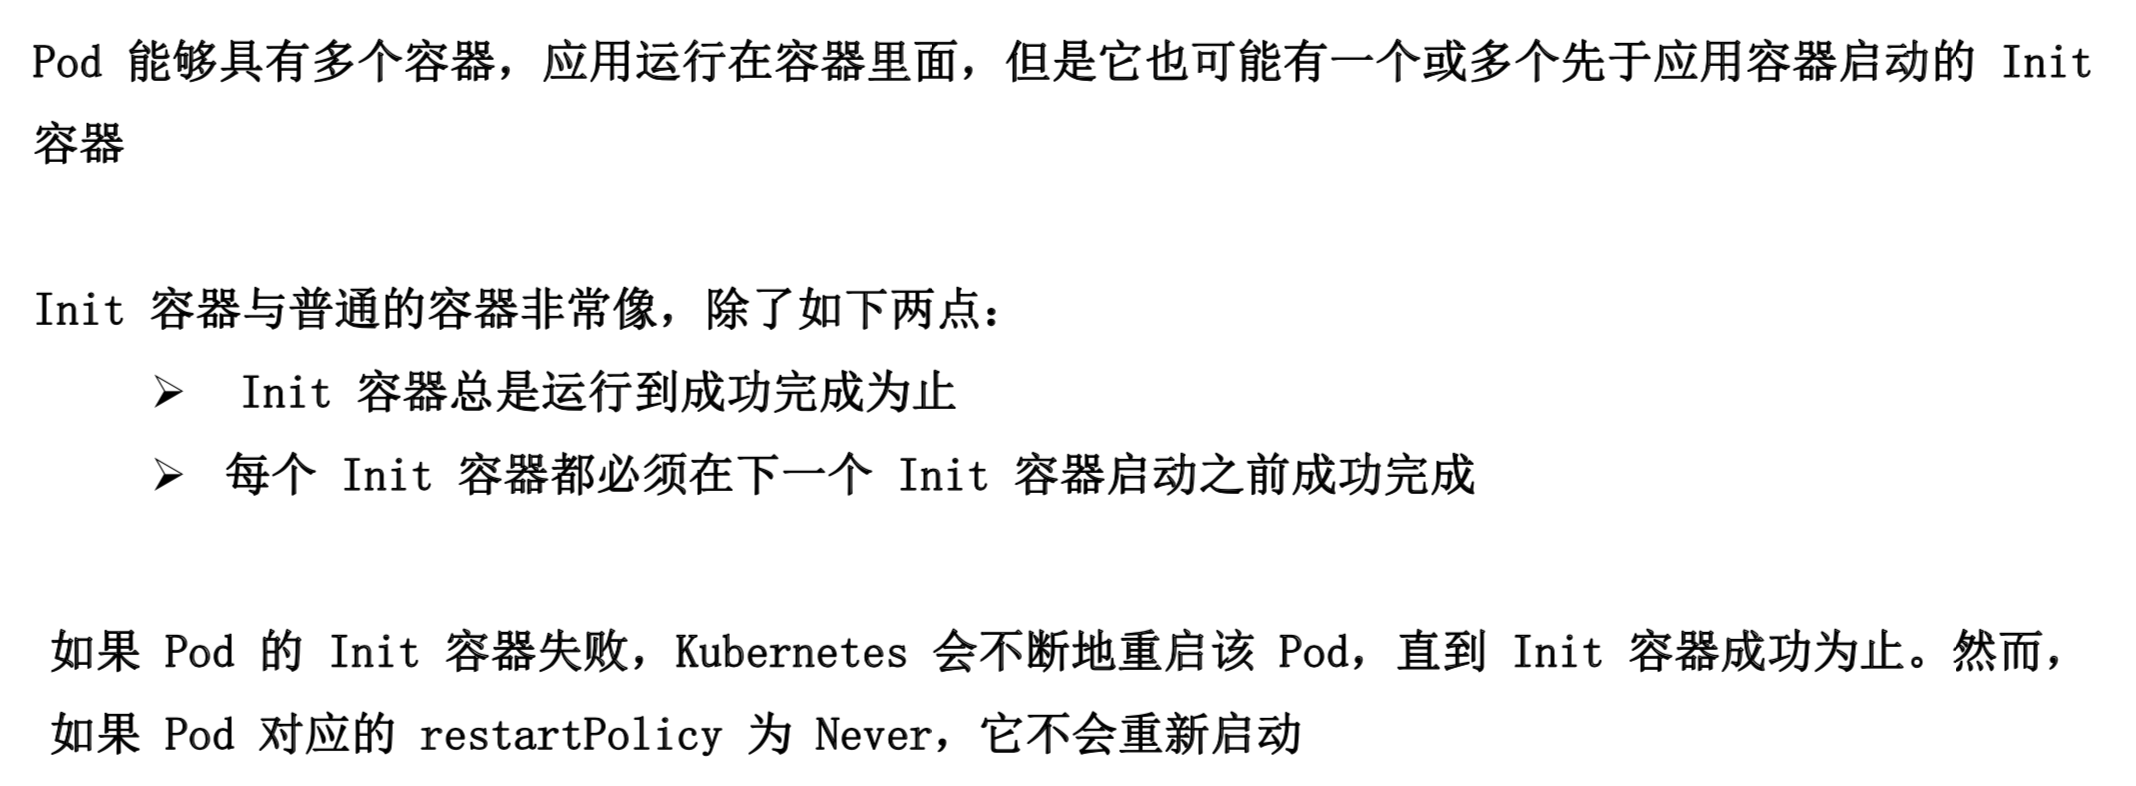 Pod 能够具有多个容器，应用运行在容器里面，但是它也可能有一个或多个先于应用容器启动的 Init
容器
Init 容器与普通的容器非常像，除了如下两点：
➢ Init 容器总是运行到成功完成为止
➢ 每个 Init 容器都必须在下一个 Init 容器启动之前成功完成
如果 Pod 的 Init 容器失败，Kubernetes 会不断地重启该 Pod，直到 Init 容器成功为止。然而，
如果 Pod 对应的 restartPolicy 为 Never，它不会重新启动